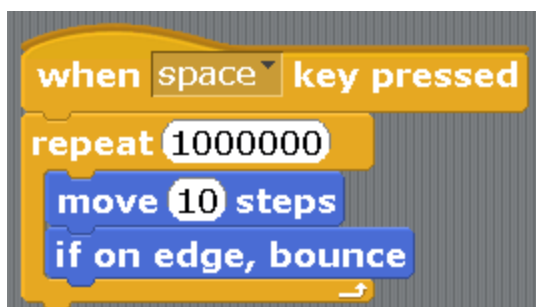 when space key pressed
repeat 1000000
move 10 steps
if on edge, bounce